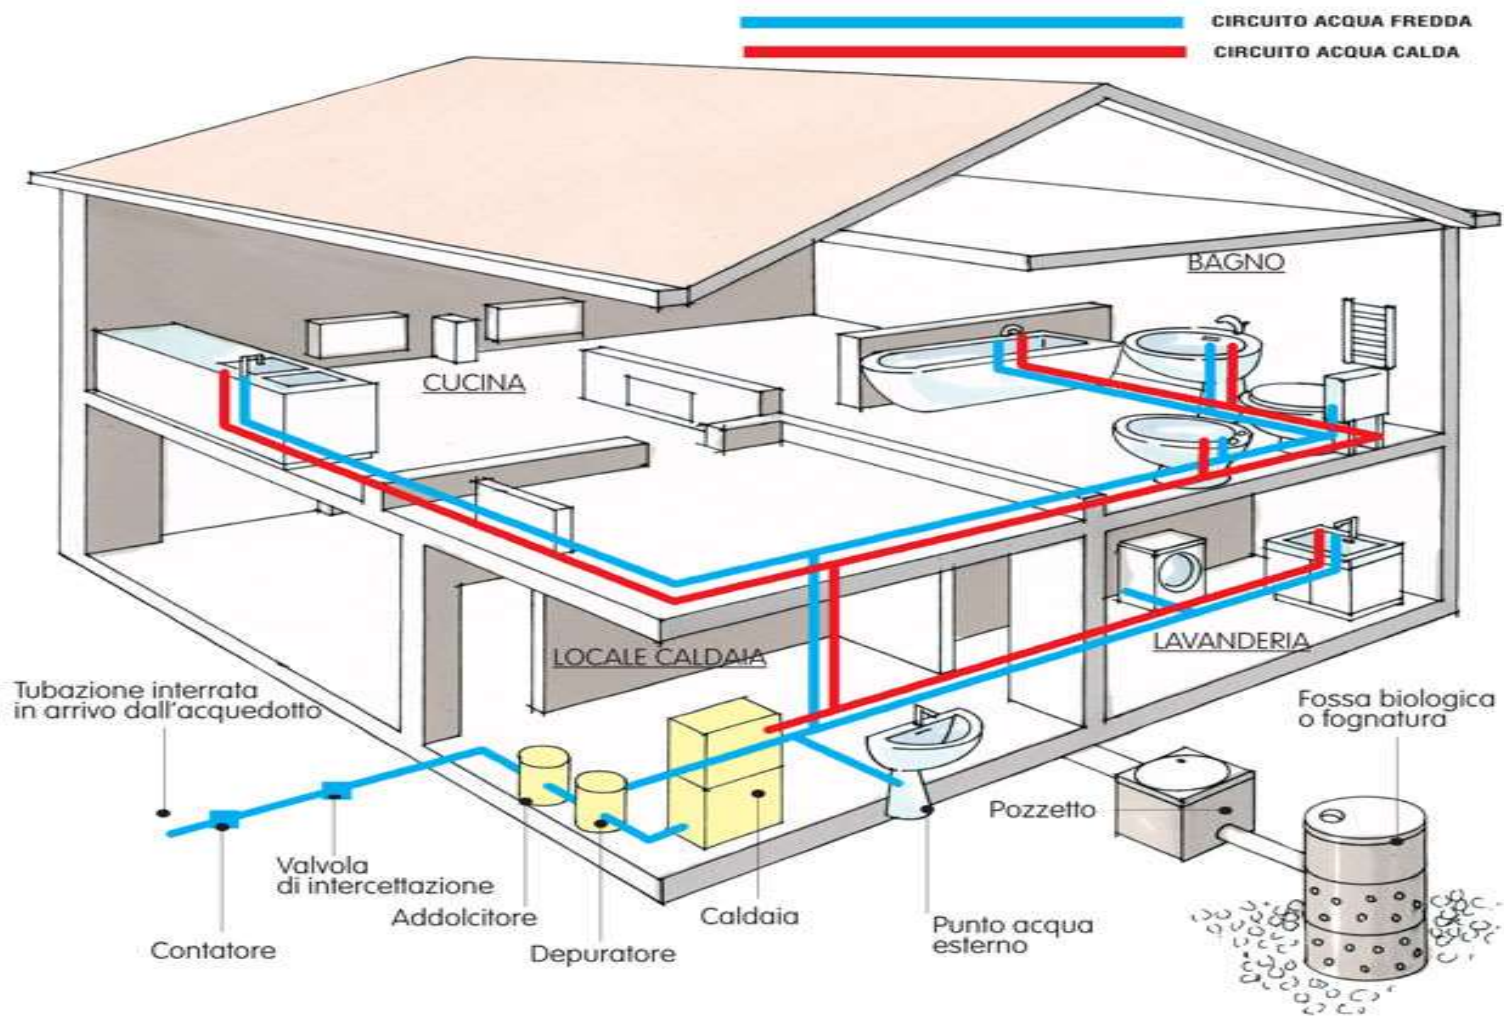 CIRCUITO ACQUA FREDDA
CIRCUITO ACQUA CALDA
BAGNO
CUCINA
LOCALE CALDAIA
LAVANDERIA
Tubazione interrata
in arrivo dall'acquedotto
Fossa biologica
o fognatura
Pozzetto
Valvola
di intercettazione
Addolcitore
Caldaia
Punto acqua
esterno
Contatore
Depuratore